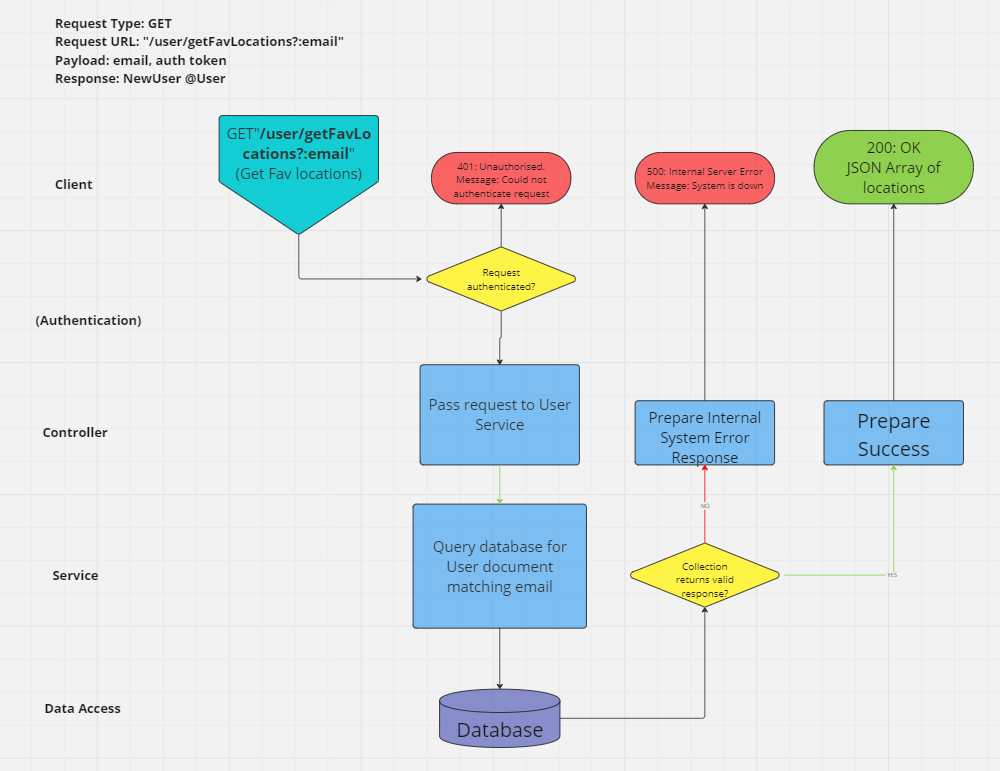 Request Type: GET
Request URL: "/user/getFavLocations?:email"
Payload: email, auth token
Response: NewUser @User
GET"/user/getFavLo
cations?:email"
(Get Fav locations)
Client
401: Unauthorised.
Message: Could not
authenticate request
500: Internal Server Error
Message: System is down
200: OK
JSON Array of
locations
Request
authenticated?
(Authentication)
Controller
Pass request to User
Service
Prepare Internal
System Error
Response
Prepare
Success
NO
Service
Query database for
User document
matching email
Collection
returns valid
response?
YES
Data Access
Database